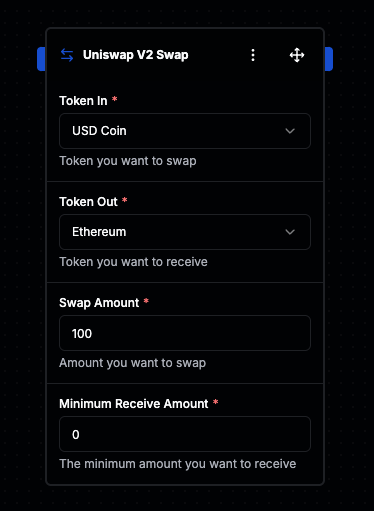 Uniswap V2 Swap
Token In *
USD Coin
Token you want to swap
Token Out *
Ethereum
Token you want to receive
Swap Amount *
100
Amount you want to swap
Minimum Receive Amount *
0
The minimum amount you want to receive